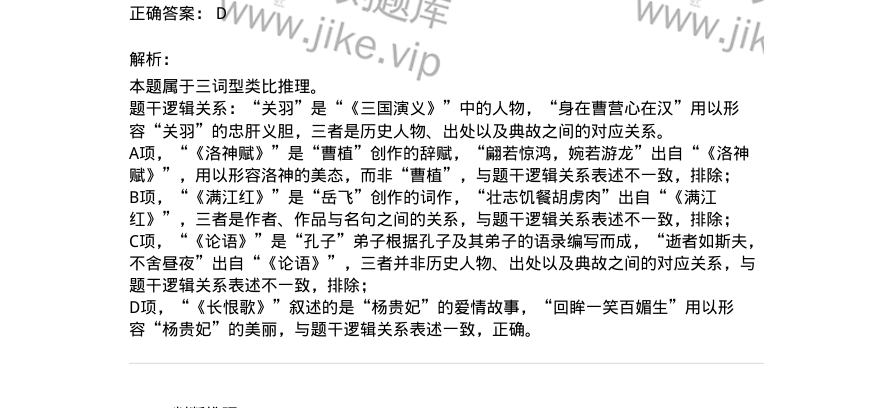 正确答案： D
题库
www.jike.vip
www.jik
解析：
本题属于三词型类比推理。
题干逻辑关系：“关羽”是“《三国演义》”中的人物，“身在曹营心在汉”用以形
容“关羽”的忠肝义胆，三者是历史人物、出处以及典故之间的对应关系。
A项，“《洛神赋》”是“曹植”创作的辞赋，“翩若惊鸿，婉若游龙”出自“《洛神
赋》”，用以形容洛神的美态，而非“曹植”，与题干逻辑关系表述不一致，排除；
B项，“《满江红》”是“岳飞”创作的词作，“壮志饥餐胡虏肉”出自“《满江
红》”，三者是作者、作品与名句之间的关系，与题干逻辑关系表述不一致，排除；
C项，“《论语》”是“孔子”弟子根据孔子及其弟子的语录编写而成，“逝者如斯夫，
不舍昼夜”出自“《论语》”，三者并非历史人物、出处以及典故之间的对应关系，与
题干逻辑关系表述不一致，排除；
D项，“《长恨歌》”叙述的是“杨贵妃”的爱情故事，“回眸一笑百媚生”用以形
容“杨贵妃”的美丽，与题干逻辑关系表述一致，正确。